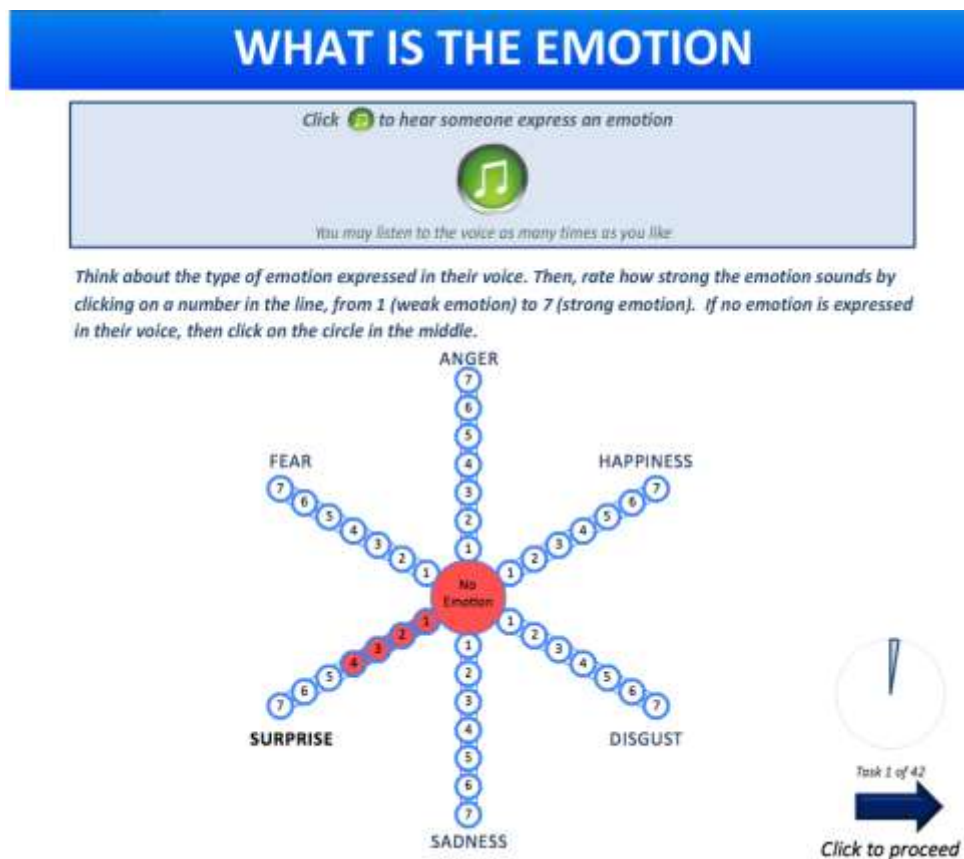 WHAT IS THE EMOTION
Click to hear someone express an emotion
You may listen to the voice as many times as you like
Think about the type of emotion expressed in their voice. Then, rate how strong the emotion sounds by
clicking on a number in the line, from 1 (weak emotion) to 7 (strong emotion). If no emotion is expressed
in their voice, then click on the circle in the middle.
ANGER
7
6
5
4
3
2
1
FEAR
7 6 5 4 3 2 1
HAPPINESS
1 2 3 4 5 6 7
No
Emotion
SURPRISE
7 6 5 4 3 2 1
DISGUST
1 2 3 4 5 6 7
1
2
3
4
5
6
7
SADNESS
Task 1 of 42
Click to proceed